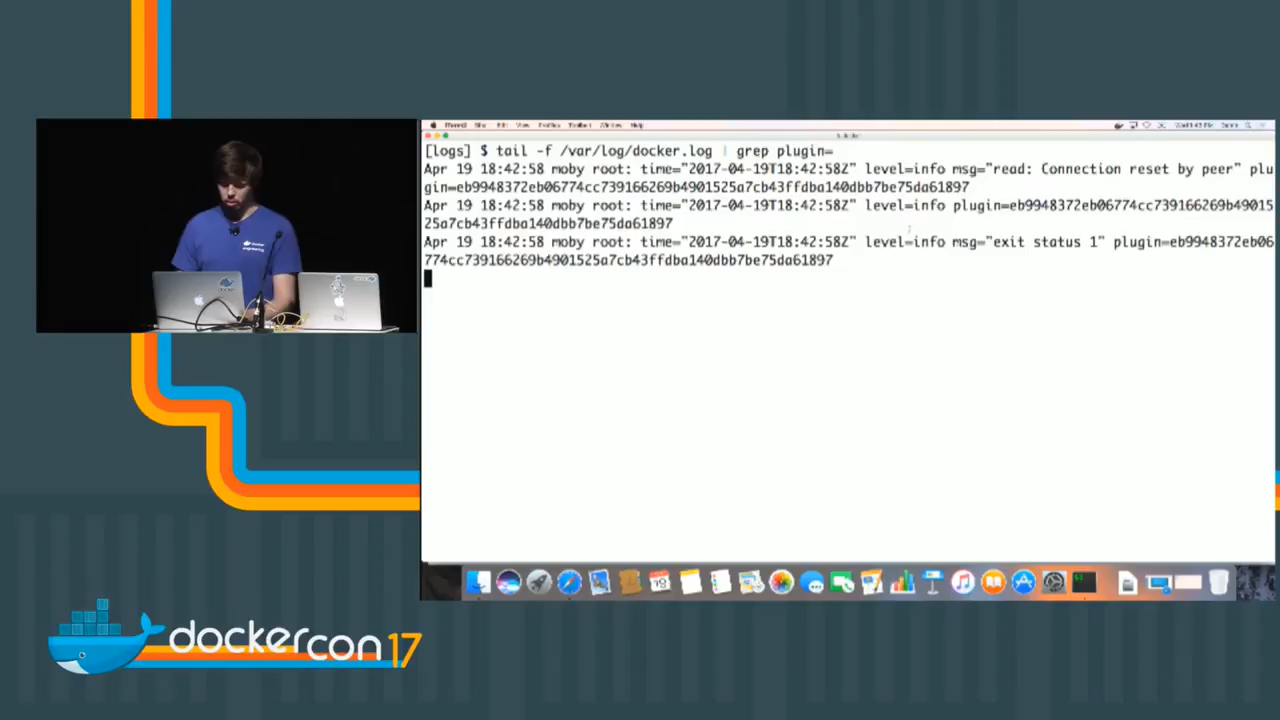 [logs] $ tail -f /var/log/docker.log | grep plugin=
Apr 19 18:42:58 moby root: time="2017-04-19T18:42:58Z" level=info msg="read: Connection reset by peer" plu
gin=eb9948372eb06774cc739166269b4901525a7cb43ffdba140dbb7be75da61897
Apr 19 18:42:58 moby root: time="2017-04-19T18:42:58Z" level=info plugin=eb9948372eb06774cc739166269b49015
25a7cb43ffdba140dbb7be75da61897
Apr 19 18:42:58 moby root: time="2017-04-19T18:42:58Z" level=info msg="exit status 1" plugin=eb9948372eb06
774cc739166269b4901525a7cb43ffdba140dbb7be75da61897
docker
dockercon 17